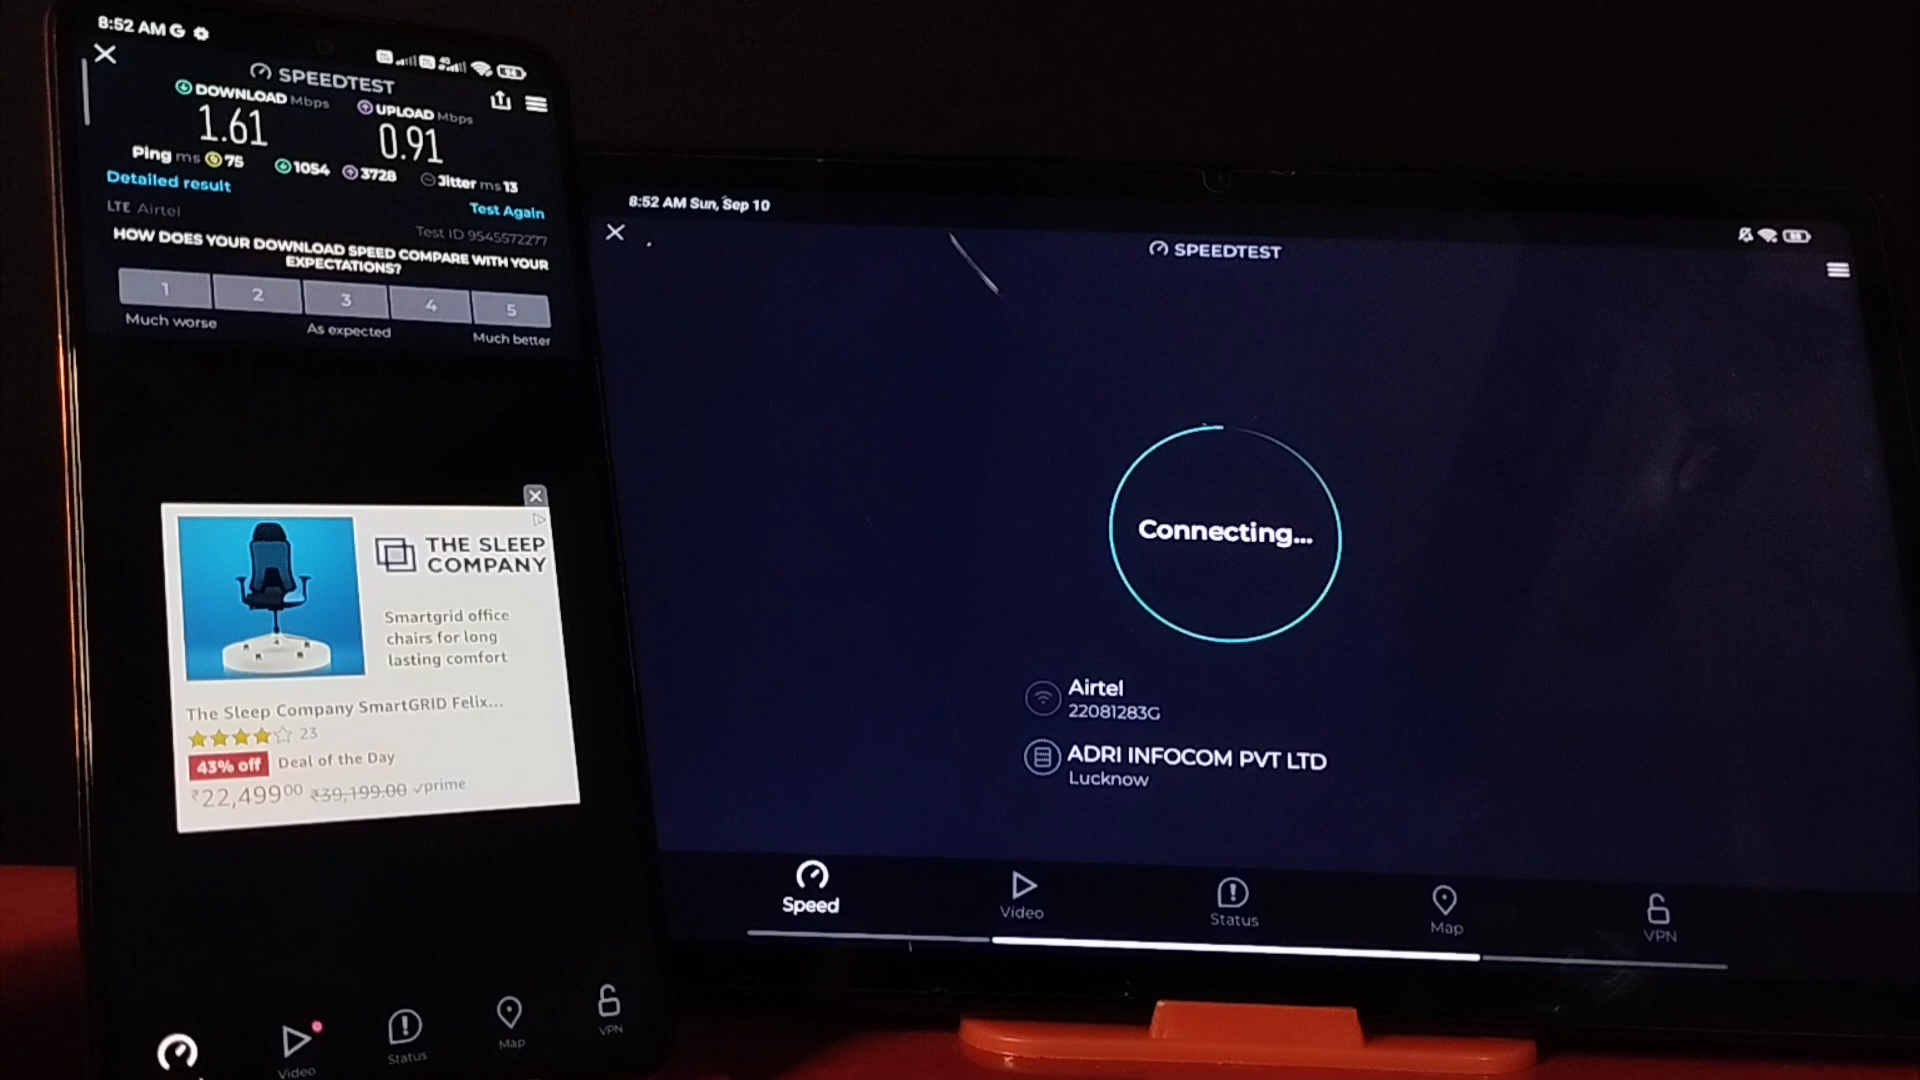 8:52 AM G
SPEEDTEST
DOWNLOAD Mbps
UPLOAD Mbps
1.61
0.91
Ping ms 75 1054 3728 Jitter ms 13
Detailed result
Test Again
LTE Airtel
Test ID 9545572277
HOW DOES YOUR DOWNLOAD SPEED COMPARE WITH YOUR
EXPECTATIONS?
1 2 3 4 5
Much worse As expected Much better
THE SLEEP
COMPANY
Smartgrid office
chairs for long
lasting comfort
The Sleep Company SmartGRID Felix...
23
43% off Deal of the Day
₹22,49900 ₹39,199.00 ✓prime
Video
Status
Map
VPN
8:52 AM Sun, Sep 10
SPEEDTEST
Connecting...
Airtel
22081283G
ADRI INFOCOM PVT LTD
Lucknow
Speed
Video
Status
Map
VPN